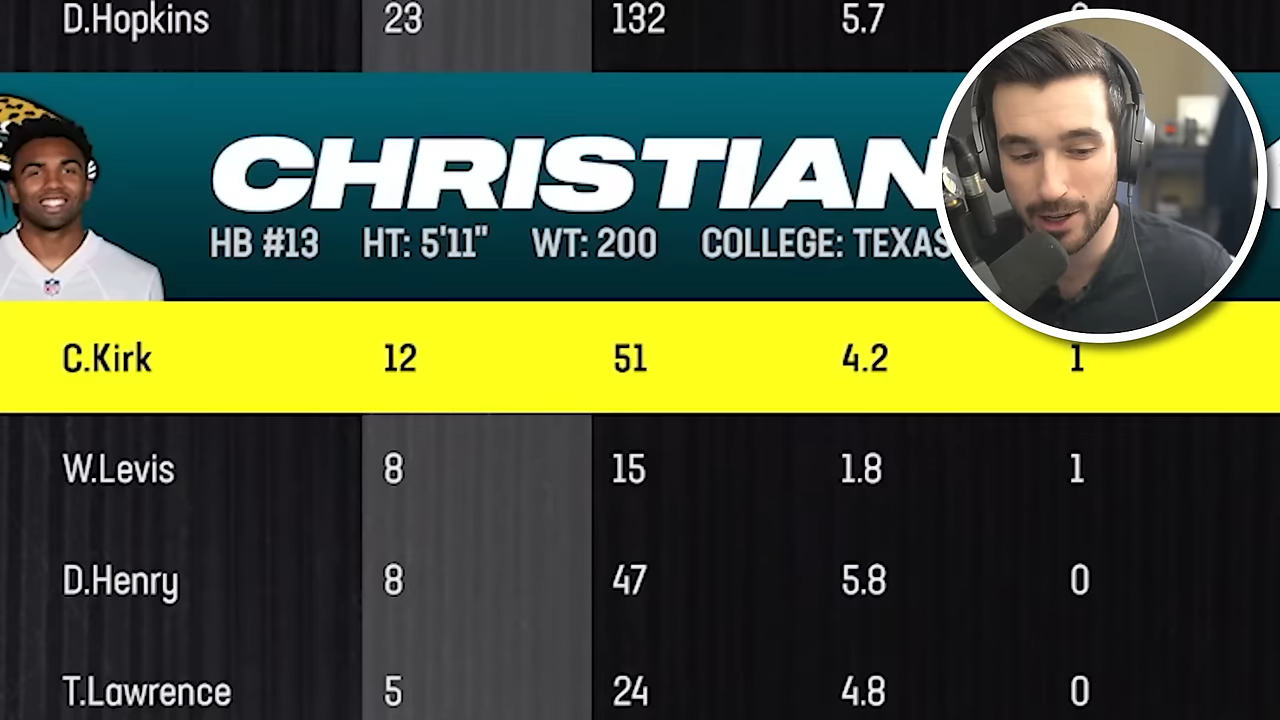 D.Hopkins 23 132 5.7
CHRISTIAN
HB #13 HT: 5'11" WT: 200 COLLEGE: TEXAS
C.Kirk 12 51 4.2 1
W.Levis 8 15 1.8 1
D.Henry 8 47 5.8 0
T.Lawrence 5 24 4.8 0